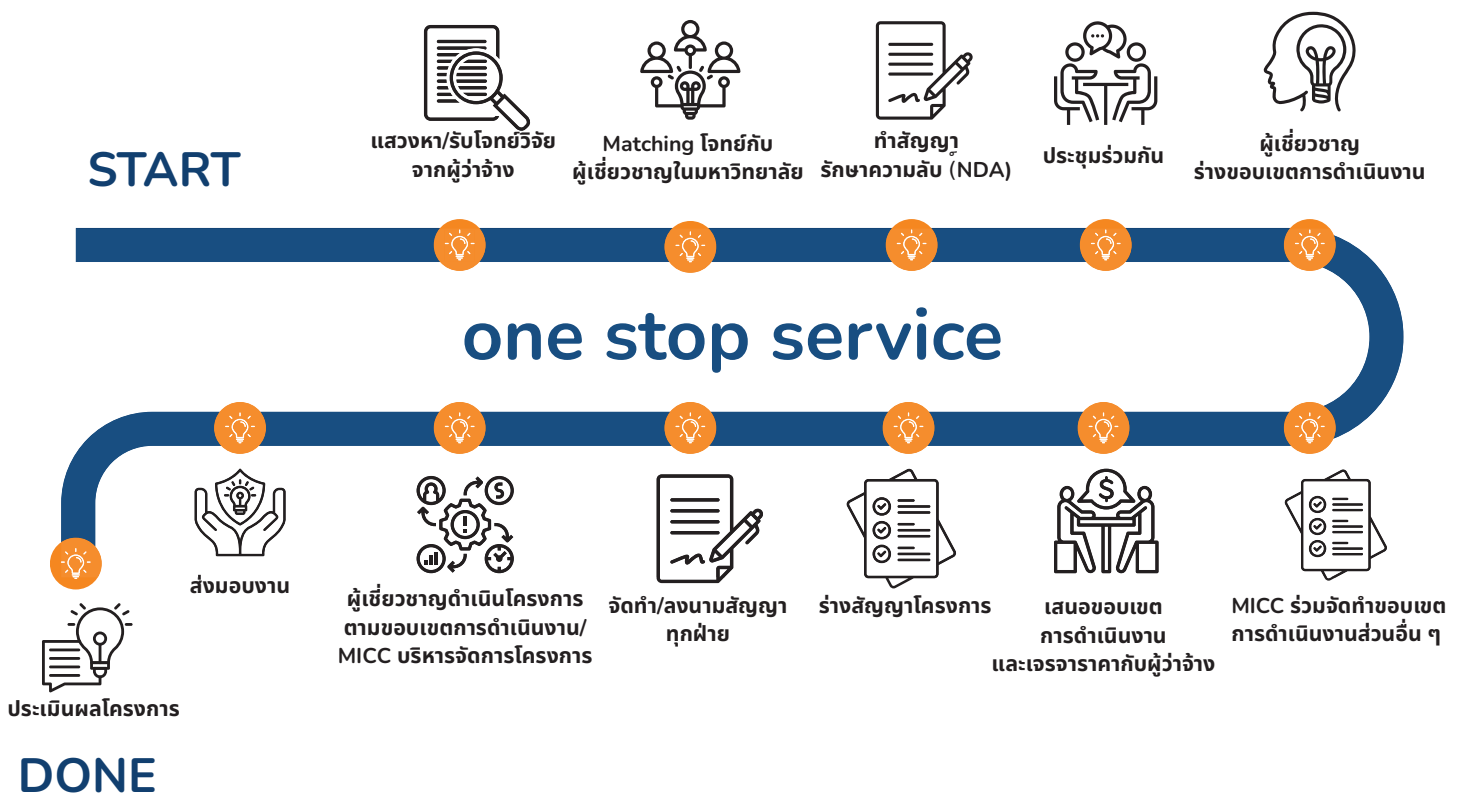 START
แสวงหา/รับโจทย์วิจัย
จากผู้ว่าจ้าง
Matching โจทย์กับ
ผู้เชี่ยวชาญในมหาวิทยาลัย
ทำสัญญา
รักษาความลับ์ (NDA)
ประชุมร่วมกัน
ผู้เชี่ยวชาญ
ร่างขอบเขตการดำเนินงาน
one stop service
MICC ร่วมจัดทำขอบเขต
การดำเนินงานส่วนอื่น ๆ
เสนอขอบเขต
การดำเนินงาน
และเจรจาราคากับผู้ว่าจ้าง
ร่างสัญญาโครงการ
จัดทำ/ลงนามสัญญา
ทุกฝ่าย
ผู้เชี่ยวชาญดำเนินโครงการ
ตามขอบเขตการดำเนินงาน/
MICC บริหารจัดการโครงการ
ส่งมอบงาน
ประเมินผลโครงการ
DONE